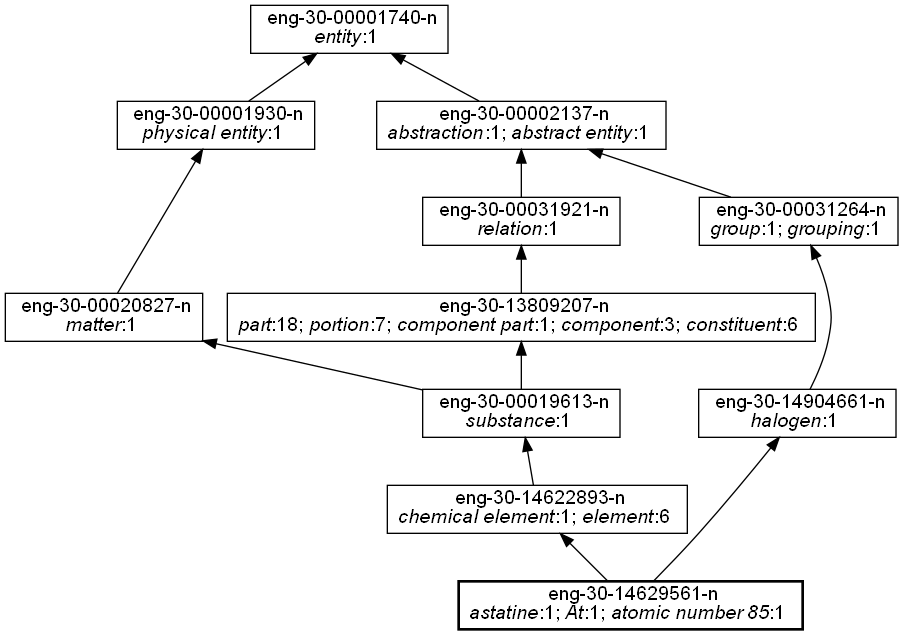 eng-30-00001740-n
entity:1
eng-30-00001930-n
physical entity:1
eng-30-00002137-n
abstraction:1; abstract entity:1
eng-30-00031921-n
relation:1
eng-30-00031264-n
group:1; grouping:1
eng-30-00020827-n
matter:1
eng-30-13809207-n
part:18; portion:7; component part:1; component:3; constituent:6
eng-30-00019613-n
substance:1
eng-30-14904661-n
halogen:1
eng-30-14622893-n
chemical element:1; element:6
eng-30-14629561-n
astatine:1; At:1; atomic number 85:1